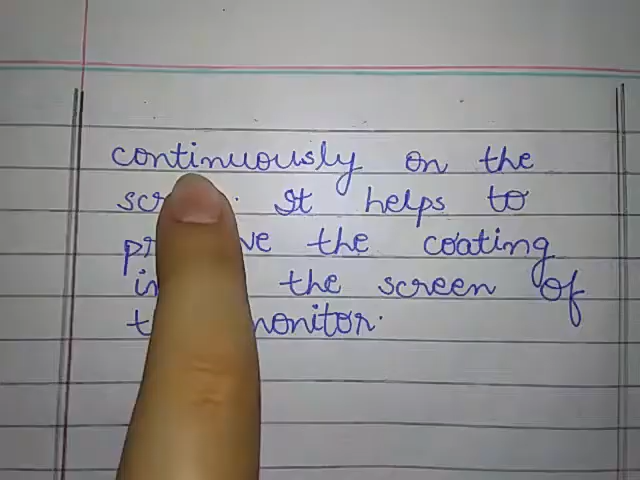 continuously on the
It helps to
the coating
the screen of
monitor.